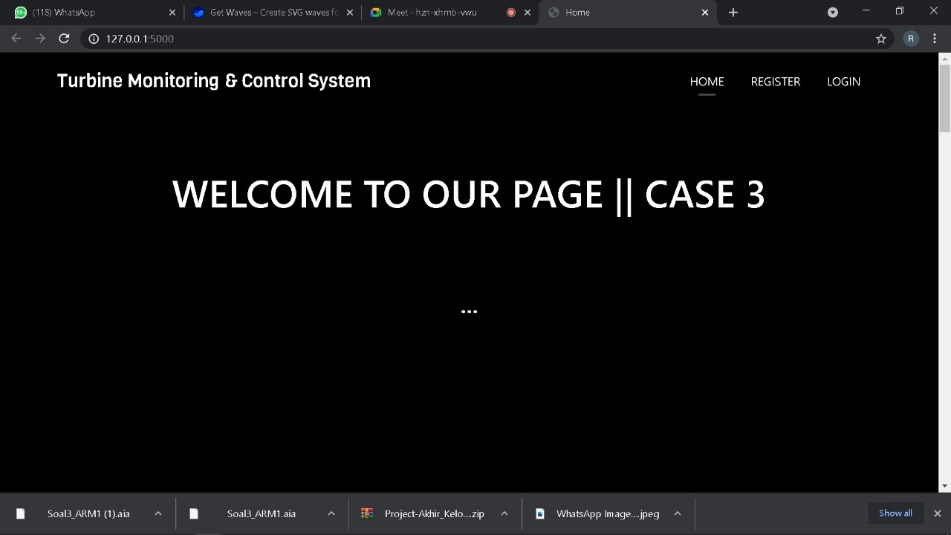 (118) WhatsApp
Get Waves – Create SVG waves fo
Meet - hzn-xhmb-vwu
Home
127.0.0.1:5000
R
Turbine Monitoring & Control System
HOME
REGISTER
LOGIN
WELCOME TO OUR PAGE || CASE 3
...
Soal3_ARM1 (1).aia
Soal3_ARM1.aia
Project-Akhir_Kelo....zip
WhatsApp Image....jpeg
Show all